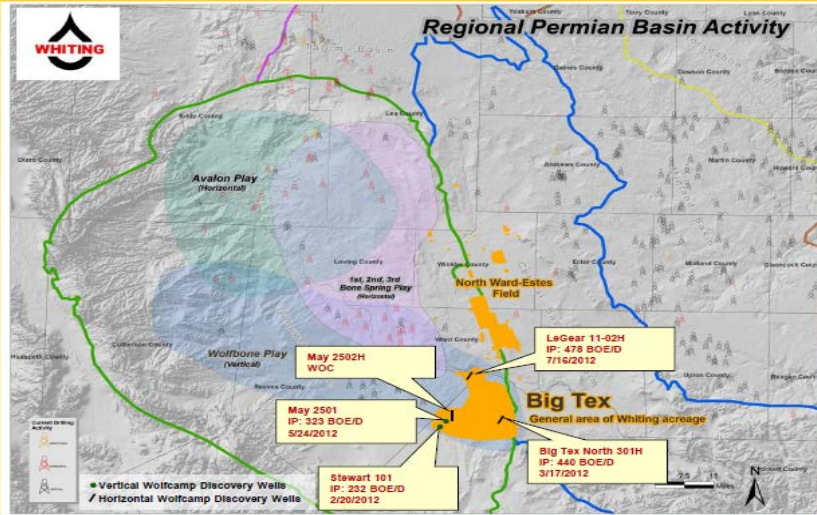 WHITING
Regional Permian Basin Activity
Yoakum County
Terry County
Lynn County
Gaines County
Dawson County
Eddy County
Lea County
Otero County
Andrews County
Martin County
Avalon Play
(Horizontal)
Loving County
Winkler County
Ector County
Midland County
1st, 2nd, 3rd
Bone Spring Play
(Horizontal)
North Ward-Estes
Field
Culberson County
Hudspeth County
Wolfbone Play
(Vertical)
Ward County
Reeves County
Upton County
May 2502H
WOC
LeGear 11-02H
IP: 478 BOE/D
7/16/2012
May 2501
IP: 323 BOE/D
5/24/2012
Big Tex
General area of Whiting acreage
Stewart 101
IP: 232 BOE/D
2/20/2012
Big Tex North 301H
IP: 440 BOE/D
3/17/2012
Current Drilling
Activity
Vertical Wolfcamp Discovery Wells
Horizontal Wolfcamp Discovery Wells
7.5
15
Miles
N